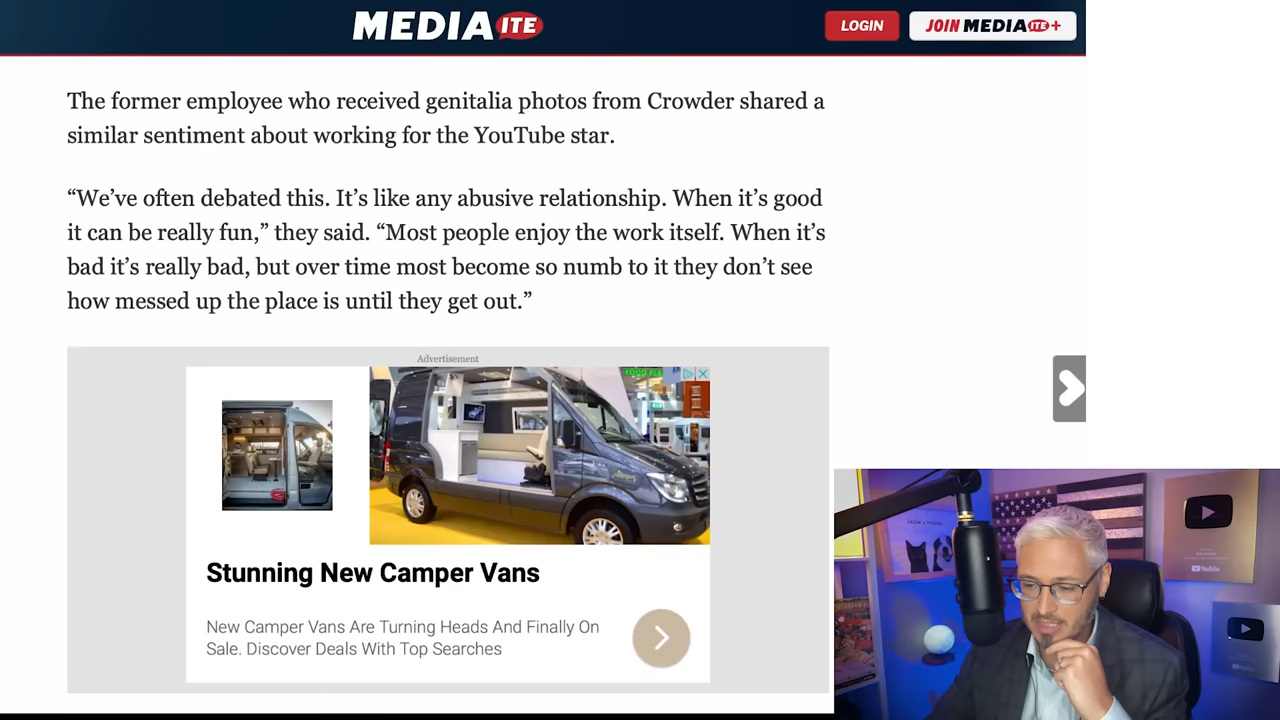 MEDIAITE
LOGIN
JOIN MEDIAITE+
The former employee who received genitalia photos from Crowder shared a
similar sentiment about working for the YouTube star.
“We’ve often debated this. It’s like any abusive relationship. When it’s good
it can be really fun,” they said. “Most people enjoy the work itself. When it’s
bad it’s really bad, but over time most become so numb to it they don’t see
how messed up the place is until they get out.”
Advertisement
Stunning New Camper Vans
New Camper Vans Are Turning Heads And Finally On
Sale. Discover Deals With Top Searches
YouTube